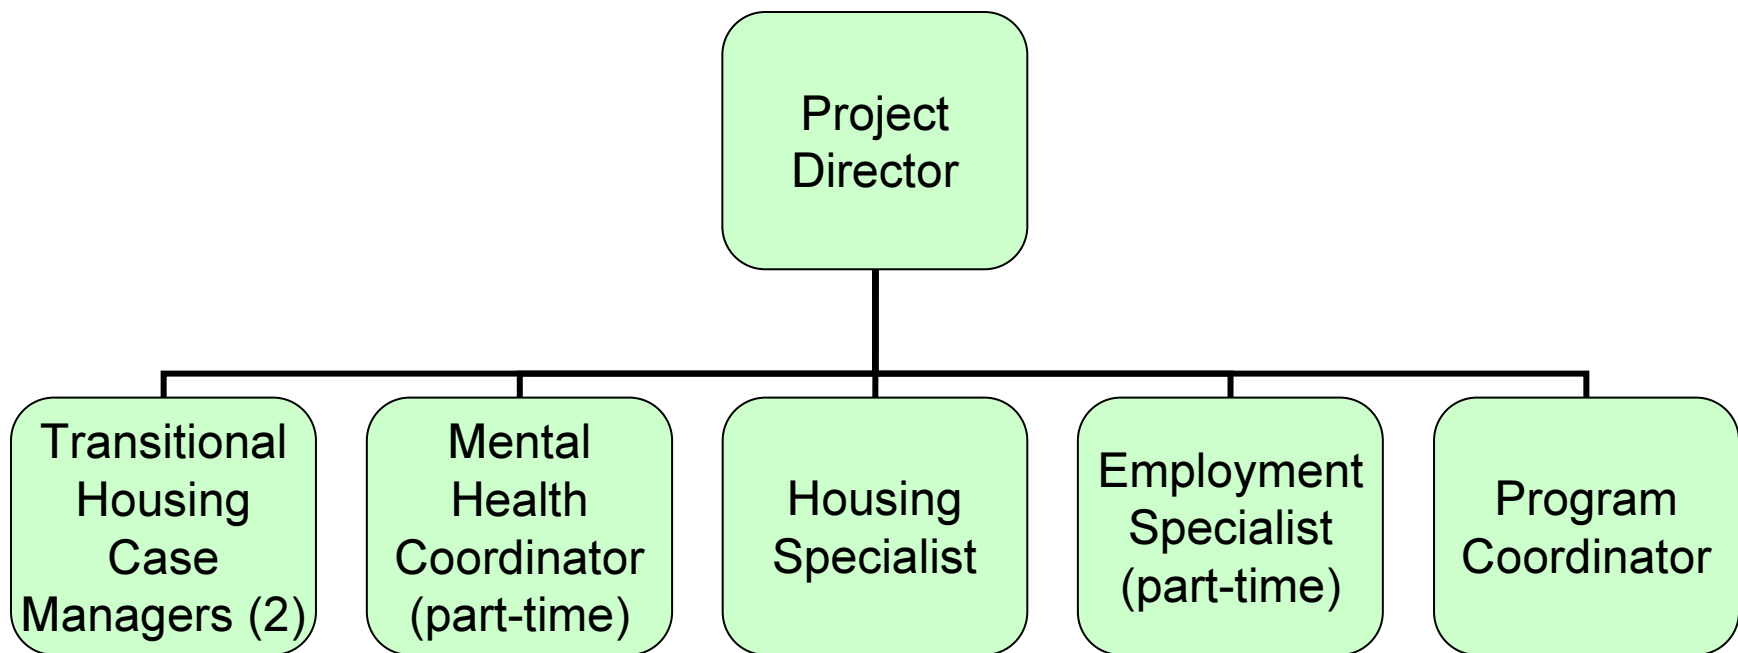 Project
Director
Transitional
Housing
Case
Managers (2)
Mental
Health
Coordinator
(part-time)
Housing
Specialist
Employment
Specialist
(part-time)
Program
Coordinator